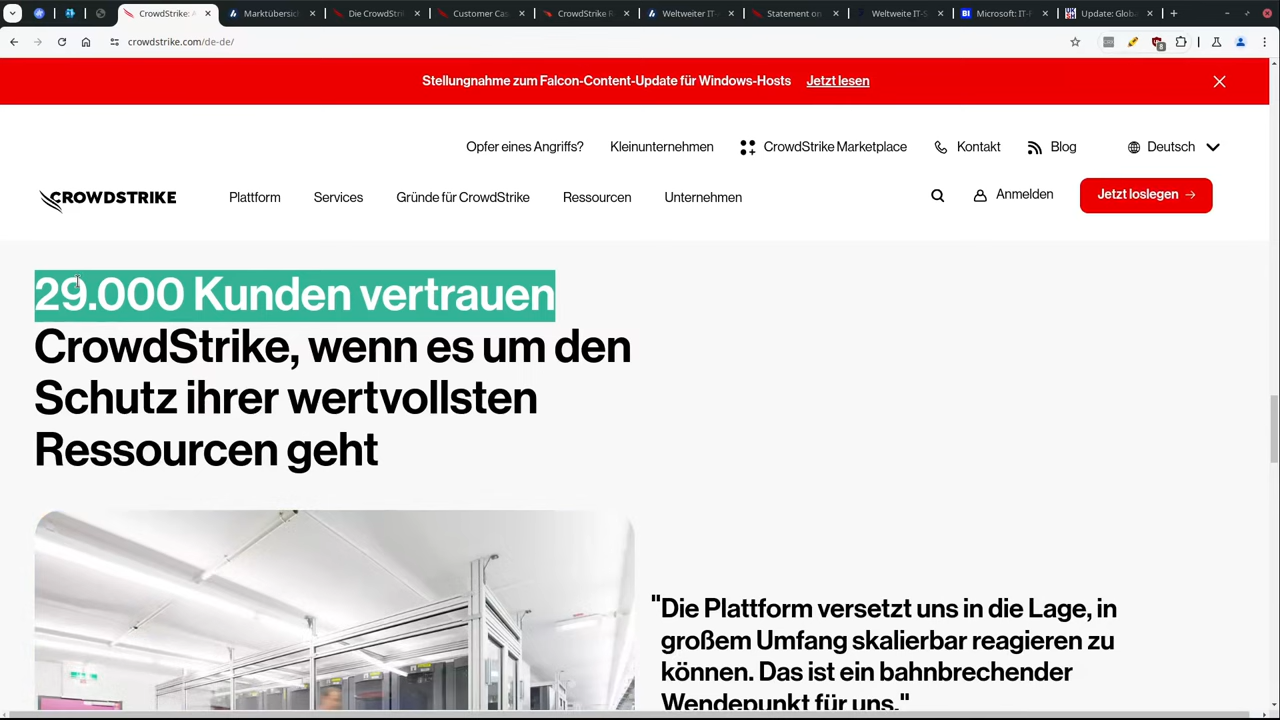 CrowdStrike: A
Marktübersic
Die CrowdStri
Customer Cas
CrowdStrike R
Weltweiter IT-
Statement on
Weltweite IT-S
Microsoft: IT-P
Update: Globa
crowdstrike.com/de-de/
8
Stellungnahme zum Falcon-Content-Update für Windows-Hosts Jetzt lesen
Opfer eines Angriffs? Kleinunternehmen CrowdStrike Marketplace Kontakt Blog Deutsch
CROWDSTRIKE Plattform Services Gründe für CrowdStrike Ressourcen Unternehmen Anmelden Jetzt loslegen →
29.000 Kunden vertrauen
CrowdStrike, wenn es um den
Schutz ihrer wertvollsten
Ressourcen geht
"Die Plattform versetzt uns in die Lage, in
großem Umfang skalierbar reagieren zu
können. Das ist ein bahnbrechender
Wendepunkt für uns."